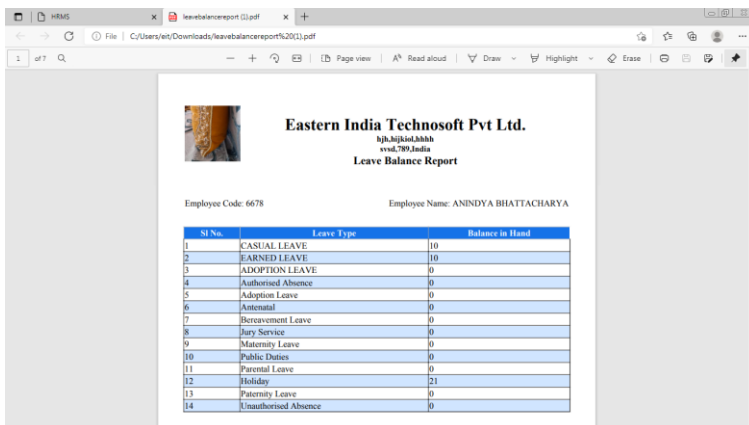 HRMS
leavebalancereport (1).pdf
File | C:/Users/eit/Downloads/leavebalancereport%20(1).pdf
1 of 7 Page view Read aloud Draw Highlight Erase
Eastern India Technosoft Pvt Ltd.
hjh,hijkiol,hhhh
svsd,789,India
Leave Balance Report
Employee Code: 6678 Employee Name: ANINDYA BHATTACHARYA
Sl No. Leave Type Balance in Hand
1 CASUAL LEAVE 10
2 EARNED LEAVE 10
3 ADOPTION LEAVE 0
4 Authorised Absence 0
5 Adoption Leave 0
6 Antenatal 0
7 Bereavement Leave 0
8 Jury Service 0
9 Maternity Leave 0
10 Public Duties 0
11 Parental Leave 0
12 Holiday 21
13 Paternity Leave 0
14 Unauthorised Absence 0